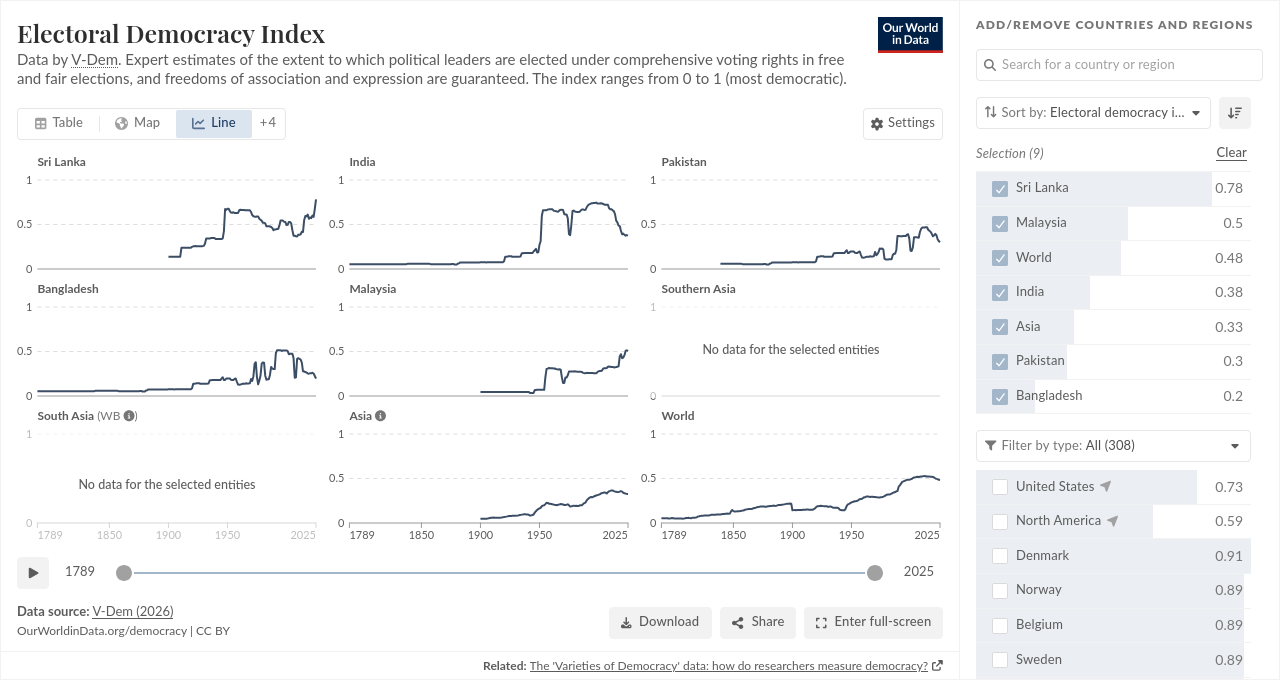 Electoral Democracy Index
Our World
in Data
Data by V-Dem. Expert estimates of the extent to which political leaders are elected under comprehensive voting rights in free
and fair elections, and freedoms of association and expression are guaranteed. The index ranges from 0 to 1 (most democratic).
Table Map Line +4
Settings
Sri Lanka
1
0.5
0
India
1
0.5
0
Pakistan
1
0.5
0
Bangladesh
1
0.5
0
Malaysia
1
0.5
0
Southern Asia
1
No data for the selected entities
0
South Asia (WB i)
1
No data for the selected entities
0
1789 1850 1900 1950 2025
Asia i
1
0.5
0
1789 1850 1900 1950 2025
World
1
0.5
0
1789 1850 1900 1950 2025
1789 2025
Data source: V-Dem (2026)
OurWorldinData.org/democracy | CC BY
Download Share Enter full-screen
Related: The 'Varieties of Democracy' data: how do researchers measure democracy?
ADD/REMOVE COUNTRIES AND REGIONS
Search for a country or region
Sort by: Electoral democracy i...
Selection (9) Clear
Sri Lanka 0.78
Malaysia 0.5
World 0.48
India 0.38
Asia 0.33
Pakistan 0.3
Bangladesh 0.2
Filter by type: All (308)
United States 0.73
North America 0.59
Denmark 0.91
Norway 0.89
Belgium 0.89
Sweden 0.89